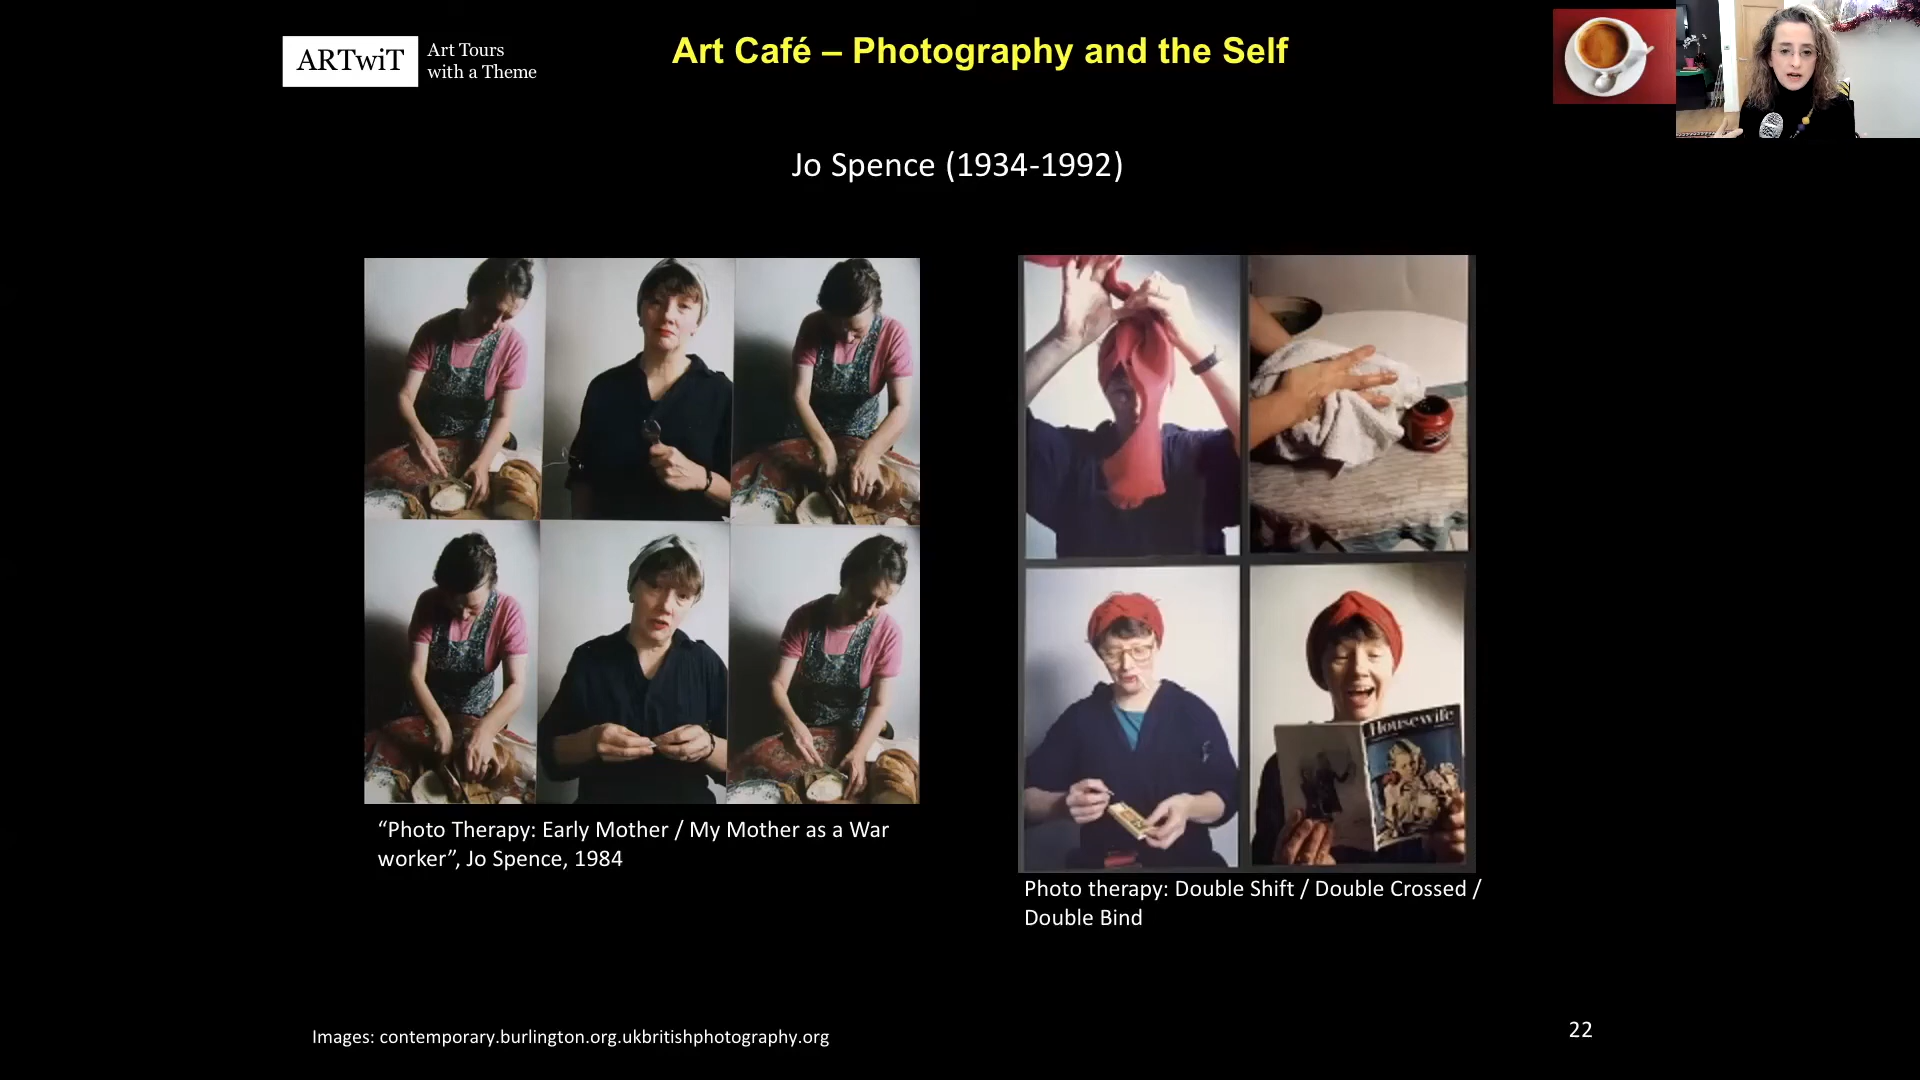 ARTwiT
Art Tours
with a Theme
Art Café – Photography and the Self
Jo Spence (1934-1992)
Housewife
“Photo Therapy: Early Mother / My Mother as a War
worker”, Jo Spence, 1984
Photo therapy: Double Shift / Double Crossed /
Double Bind
Images: contemporary.burlington.org.ukbritishphotography.org
22